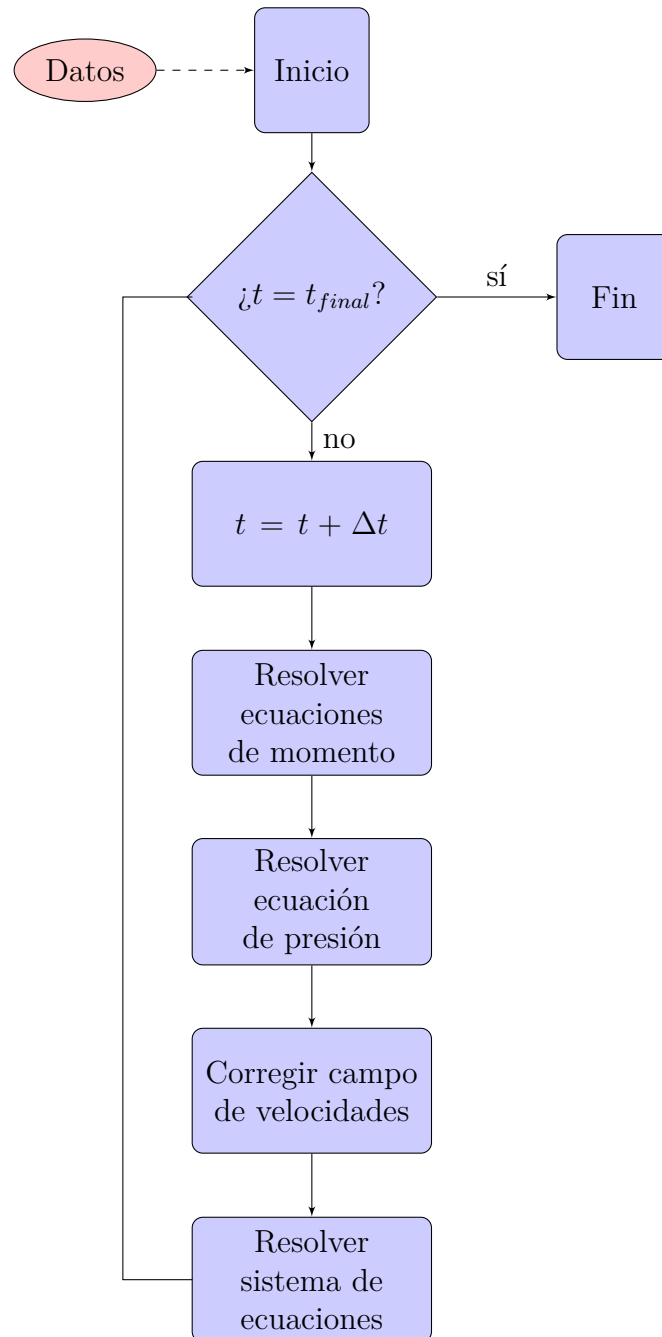 Datos
Inicio
¿t = t_final?
sí
Fin
no
t = t + Δt
Resolver
ecuaciones
de momento
Resolver
ecuación
de presión
Corregir campo
de velocidades
Resolver
sistema de
ecuaciones